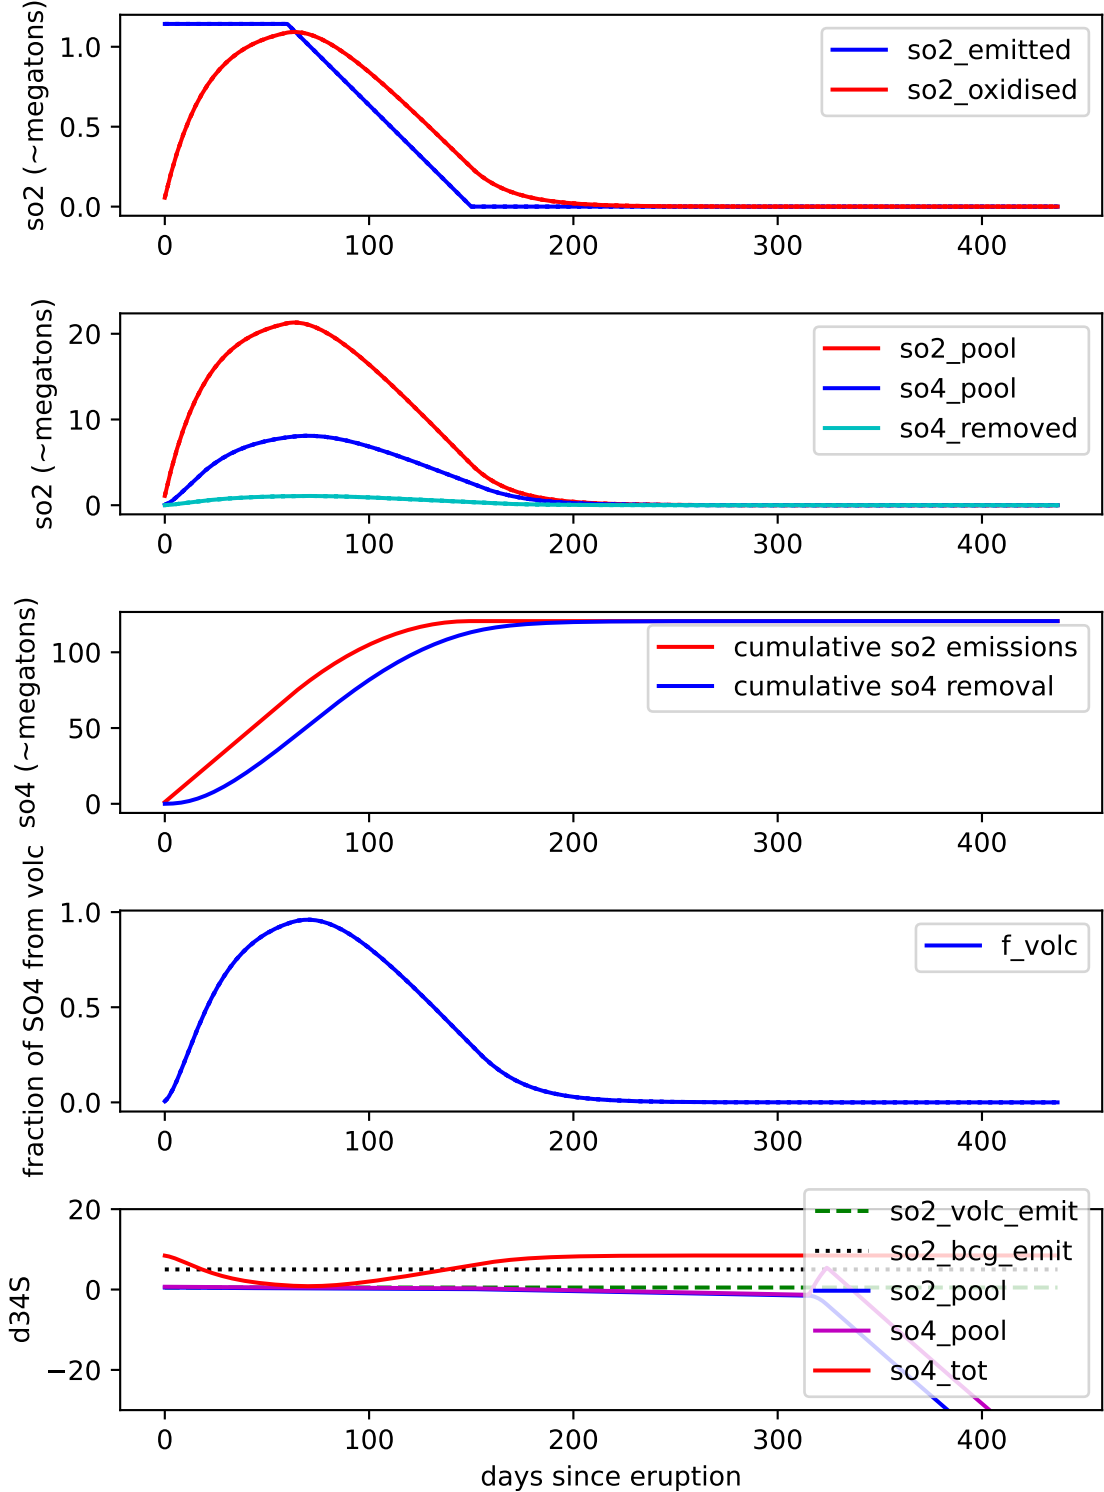 so2 (~megatons)
1.0
0.5
0.0
so2_emitted
so2_oxidised
0 100 200 300 400
so2 (~megatons)
20
10
0
so2_pool
so4_pool
so4_removed
0 100 200 300 400
so4 (~megatons)
100
50
0
cumulative so2 emissions
cumulative so4 removal
0 100 200 300 400
fraction of SO4 from volc
1.0
0.5
0.0
f_volc
0 100 200 300 400
d34S
20
0
−20
so2_volc_emit
so2_bcg_emit
so2_pool
so4_pool
so4_tot
0 100 200 300 400
days since eruption